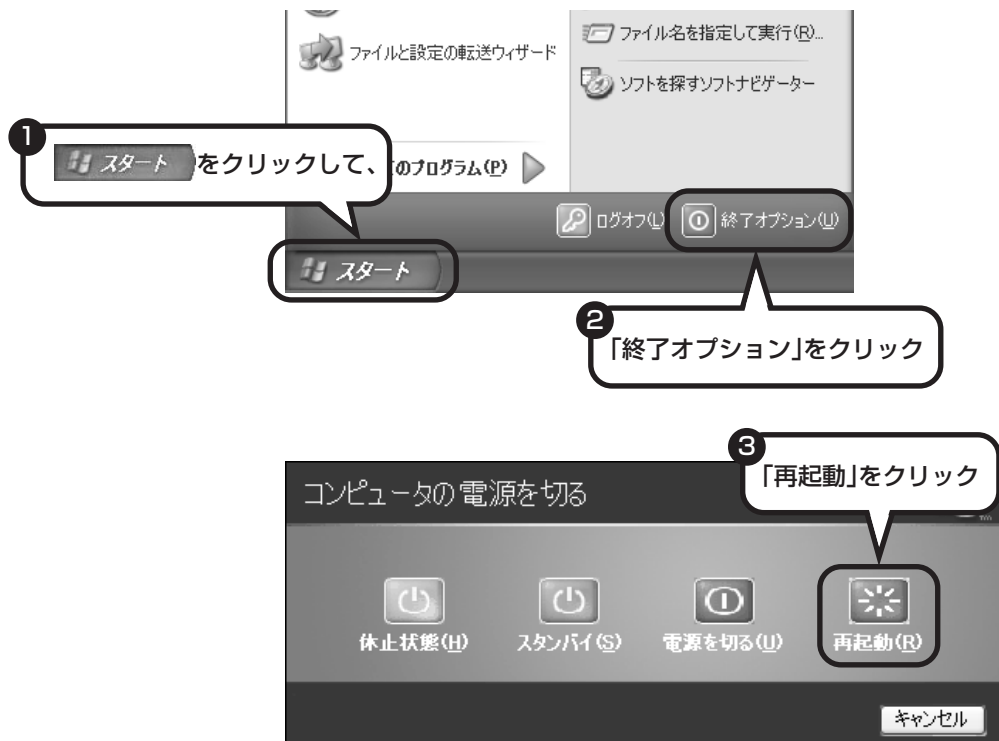 ファイル名を指定して実行(R)...
ファイルと設定の転送ウィザード
ソフトを探すソフトナビゲーター
1
スタート をクリックして、
のプログラム(P)
ログオフ(L)
終了オプション(U)
スタート
2
「終了オプション」をクリック
3
「再起動」をクリック
コンピュータの電源を切る
休止状態(H)
スタンバイ(S)
電源を切る(U)
再起動(R)
キャンセル